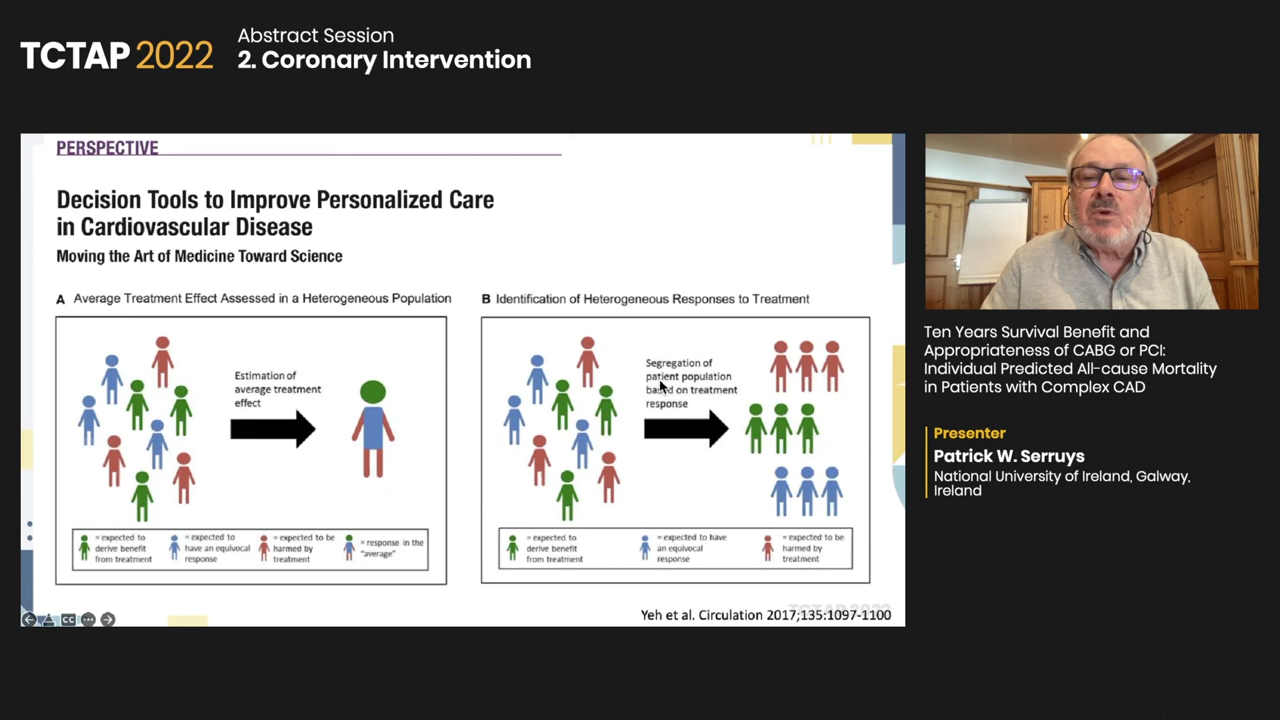 TCTAP 2022
Abstract Session
2. Coronary Intervention
PERSPECTIVE
Decision Tools to Improve Personalized Care
in Cardiovascular Disease
Moving the Art of Medicine Toward Science
A Average Treatment Effect Assessed in a Heterogeneous Population
Estimation of
average treatment
effect
= expected to
derive benefit
from treatment
= expected to
have an equivocal
response
= expected to be
harmed by
treatment
= response in the
"average"
B Identification of Heterogeneous Responses to Treatment
Segregation of
patient population
based on treatment
response
= expected to
derive benefit
from treatment
= expected to have
an equivocal
response
= expected to be
harmed by
treatment
TCTAP 2022
Yeh et al. Circulation 2017;135:1097-1100
CC
Ten Years Survival Benefit and
Appropriateness of CABG or PCI:
Individual Predicted All-cause Mortality
in Patients with Complex CAD
Presenter
Patrick W. Serruys
National University of Ireland, Galway,
Ireland